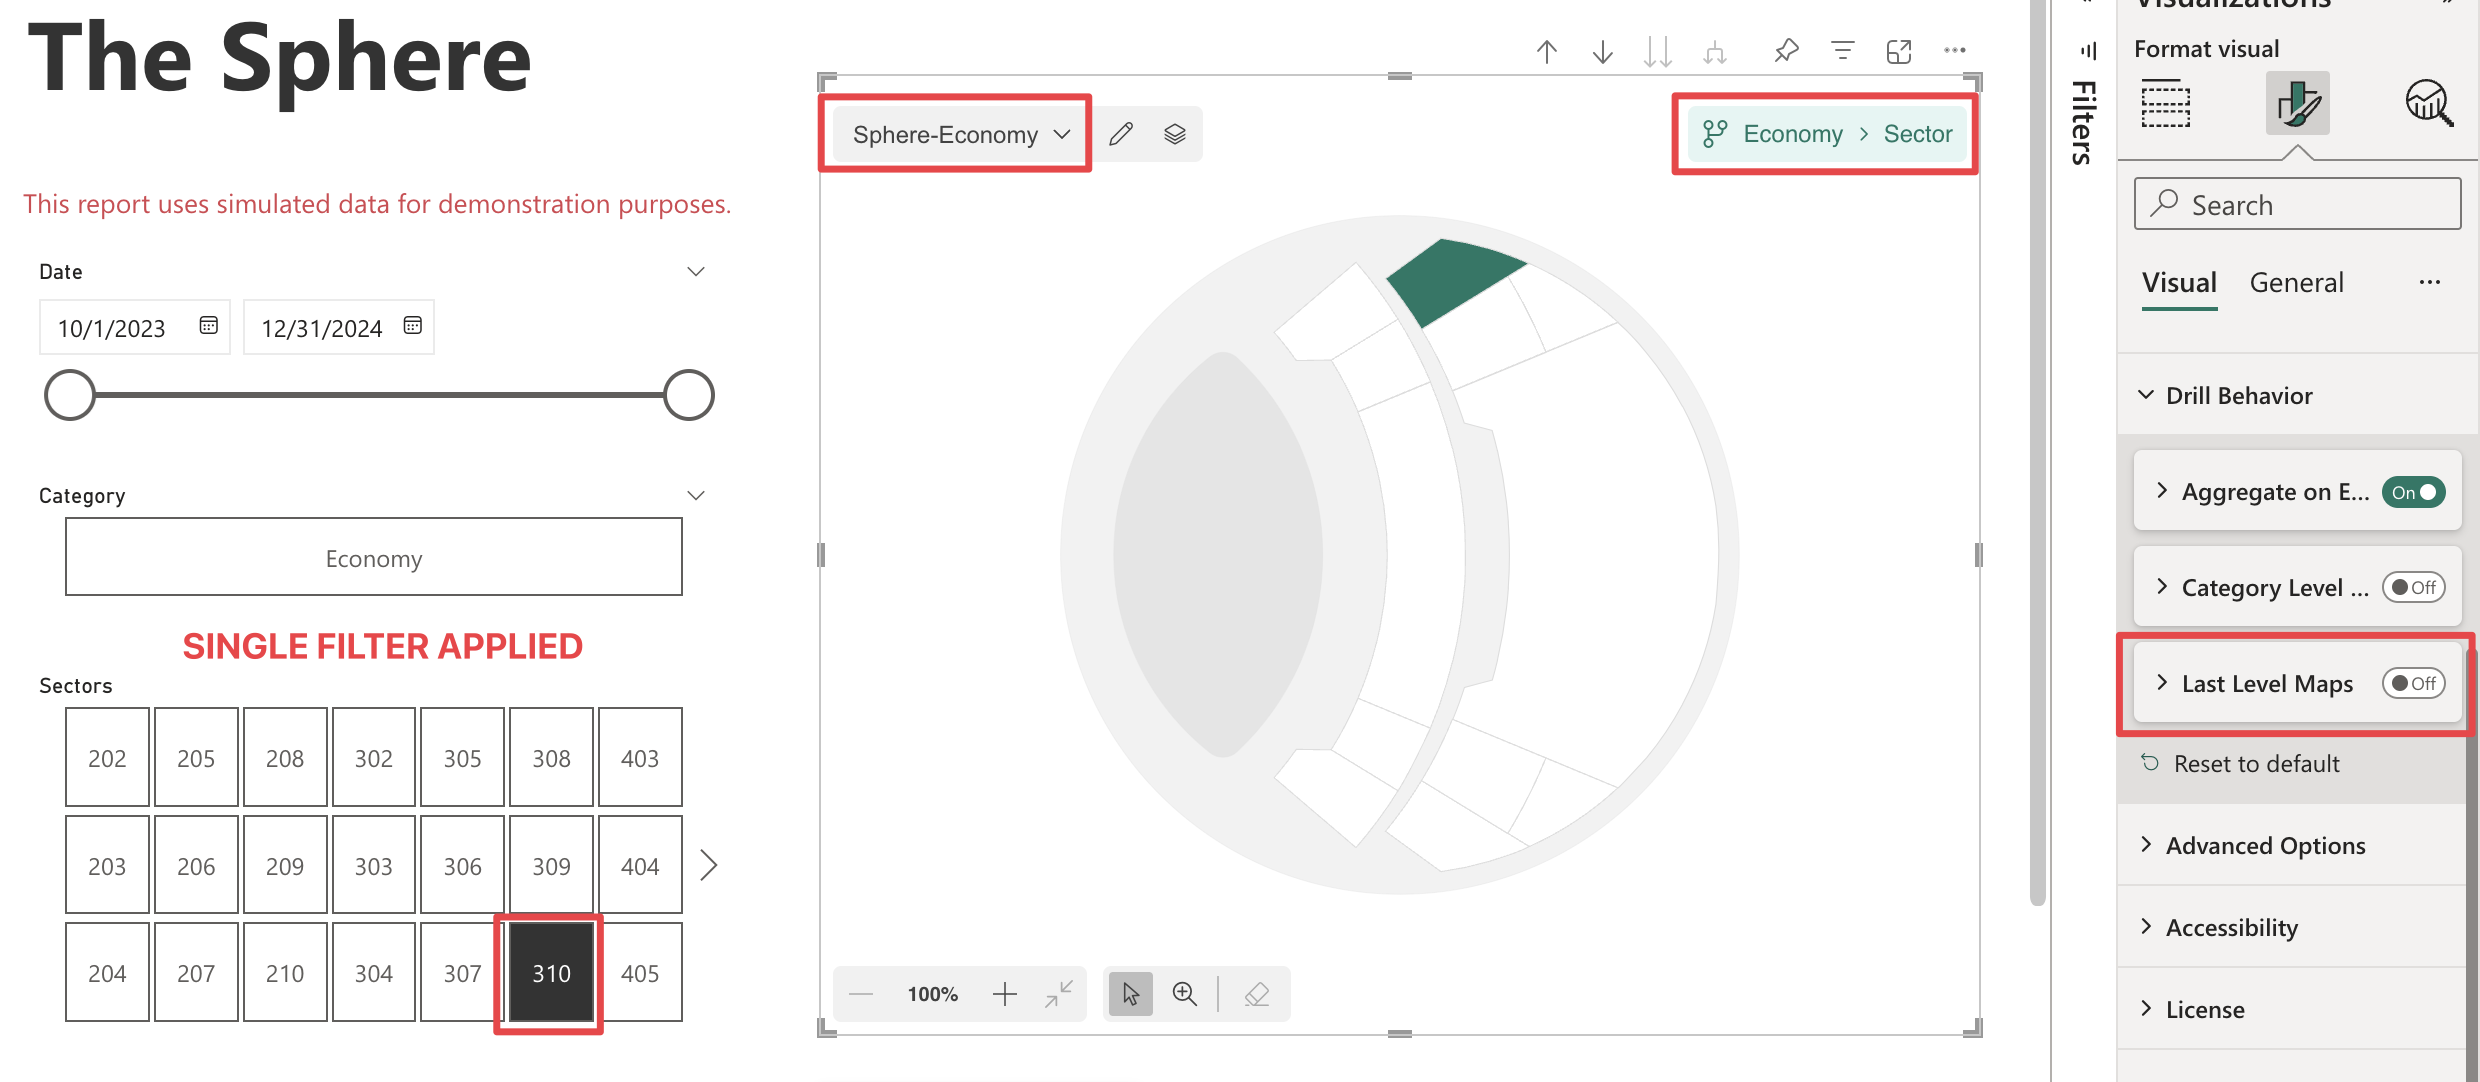 The Sphere
This report uses simulated data for demonstration purposes.
Date
10/1/2023
12/31/2024
Category
Economy
SINGLE FILTER APPLIED
Sectors
202 205 208 302 305 308 403
203 206 209 303 306 309 404
204 207 210 304 307 310 405
Sphere-Economy
Economy > Sector
100%
Filters
Visualizations
Format visual
Search
Visual General
Drill Behavior
Aggregate on E... On
Category Level ... Off
Last Level Maps Off
Reset to default
Advanced Options
Accessibility
License